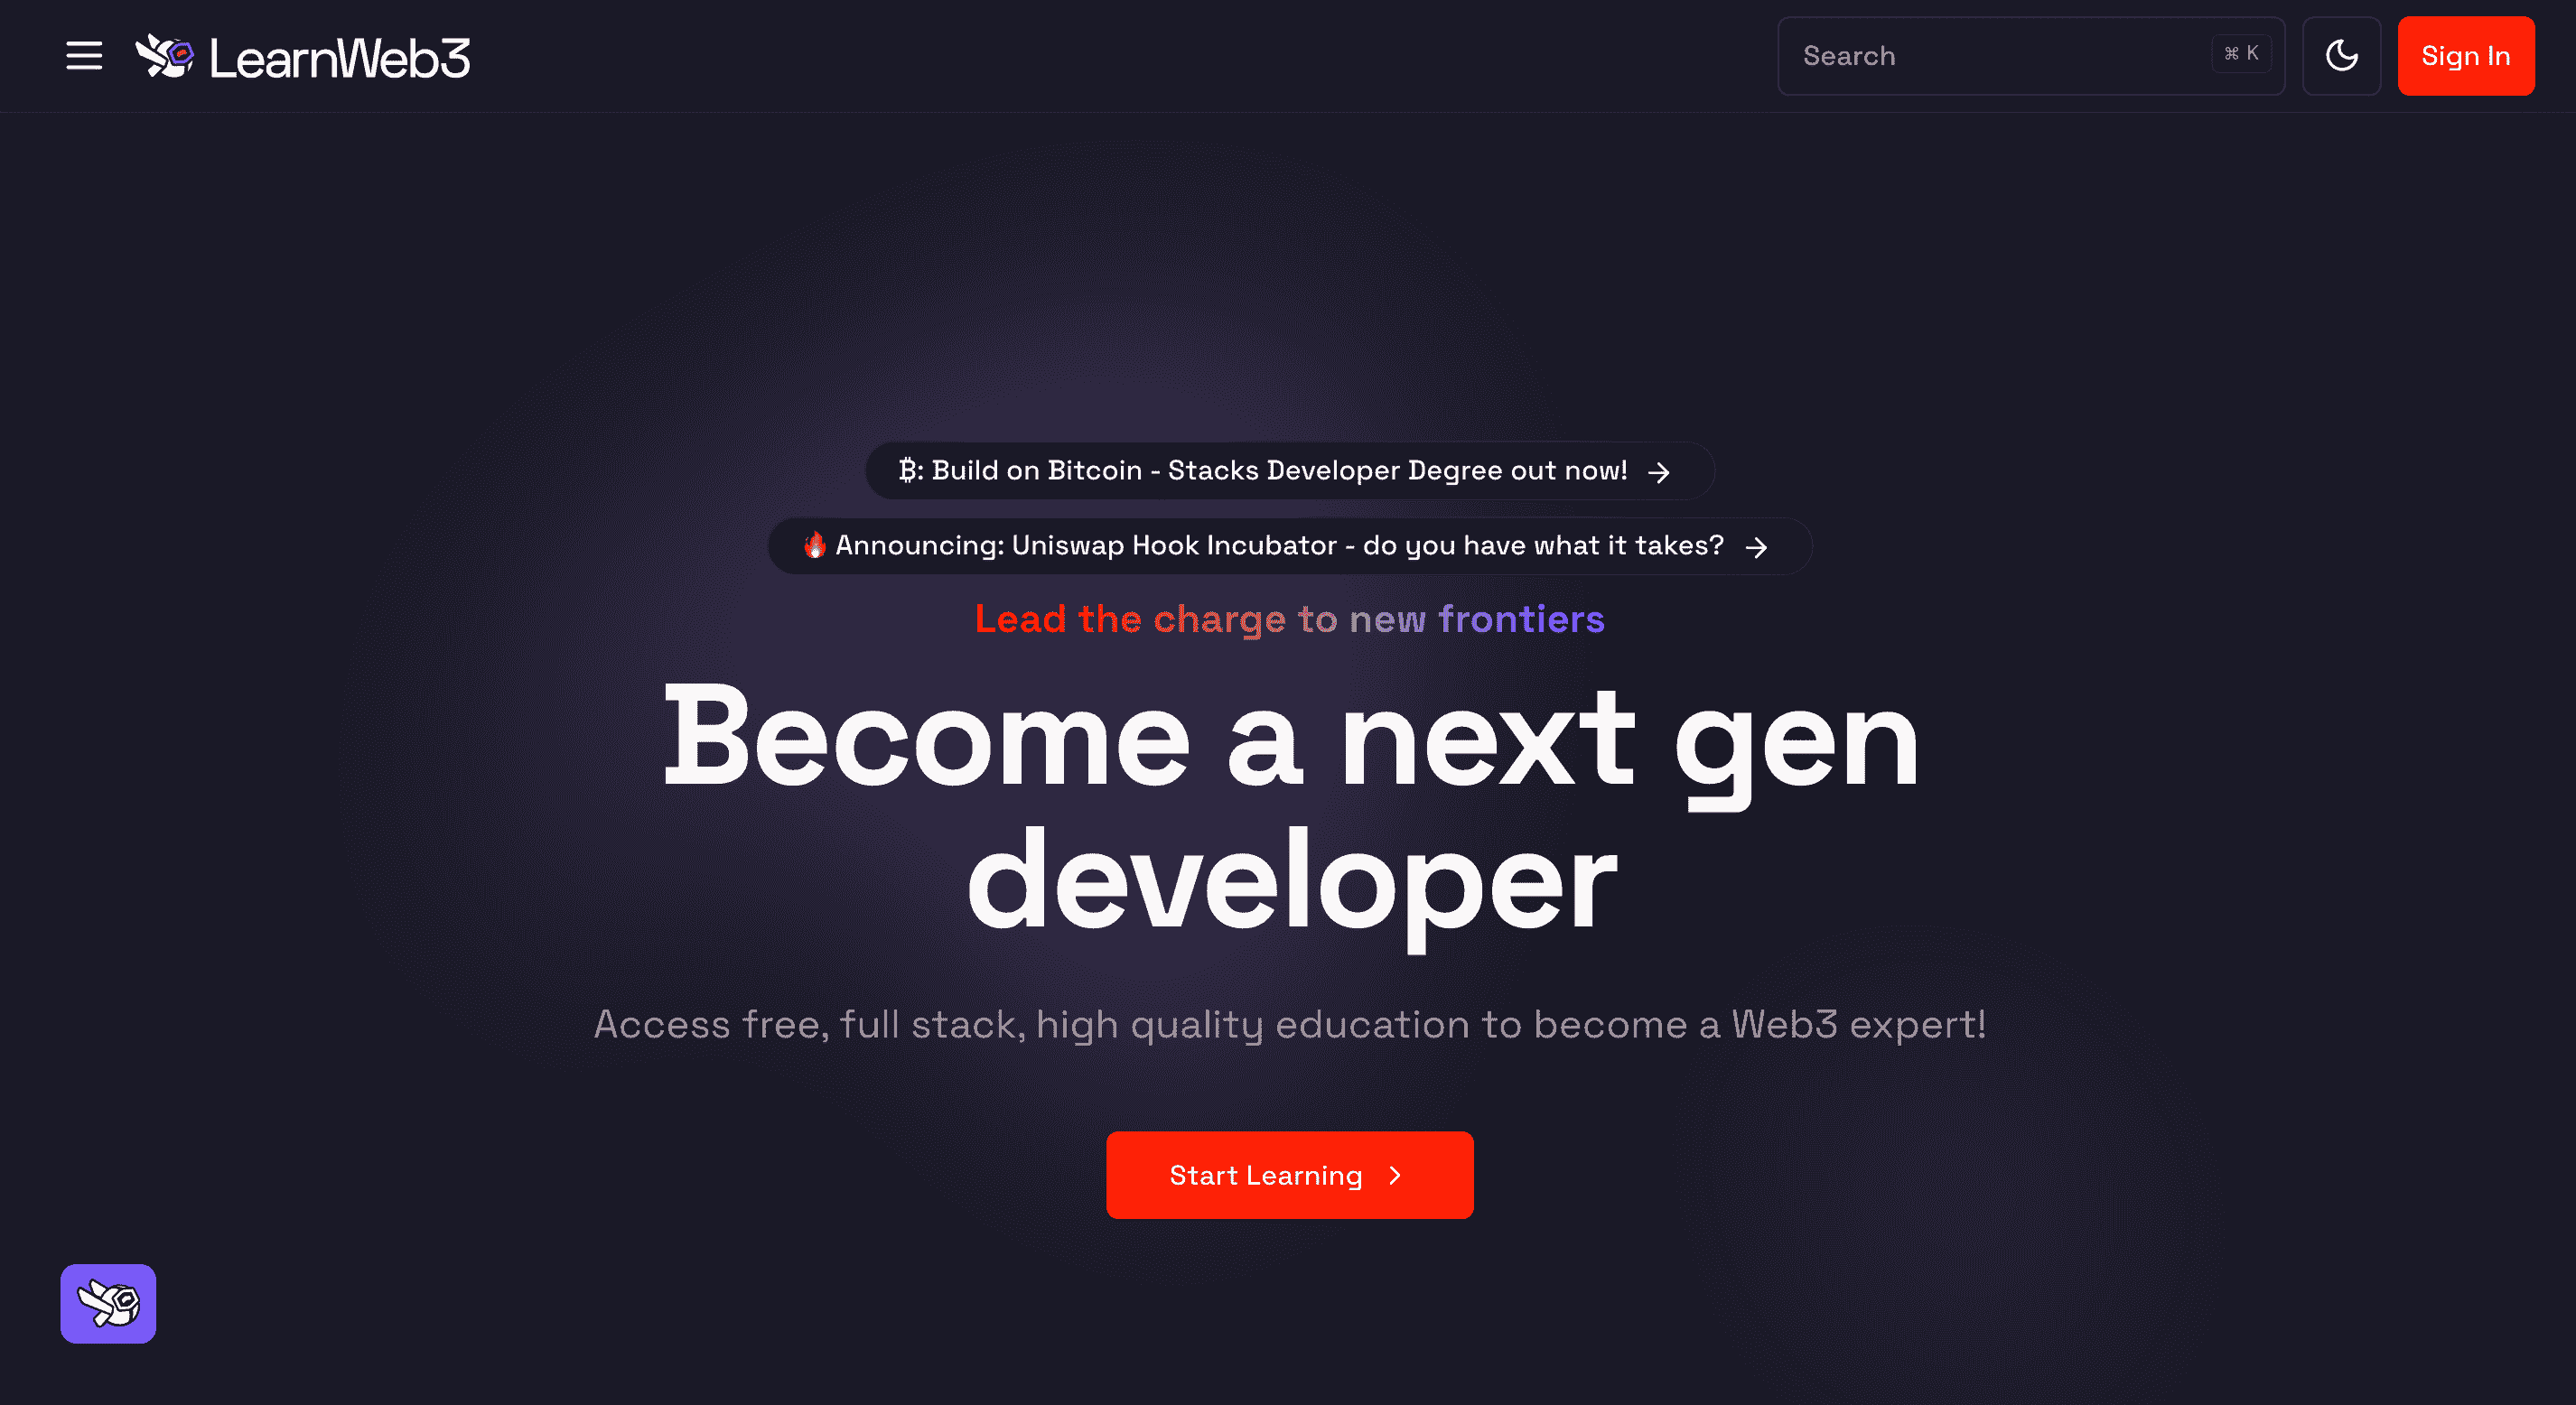 LearnWeb3
Search
⌘ K
Sign In
₿: Build on Bitcoin - Stacks Developer Degree out now! →
🔥 Announcing: Uniswap Hook Incubator - do you have what it takes? →
Lead the charge to new frontiers
Become a next gen
developer
Access free, full stack, high quality education to become a Web3 expert!
Start Learning